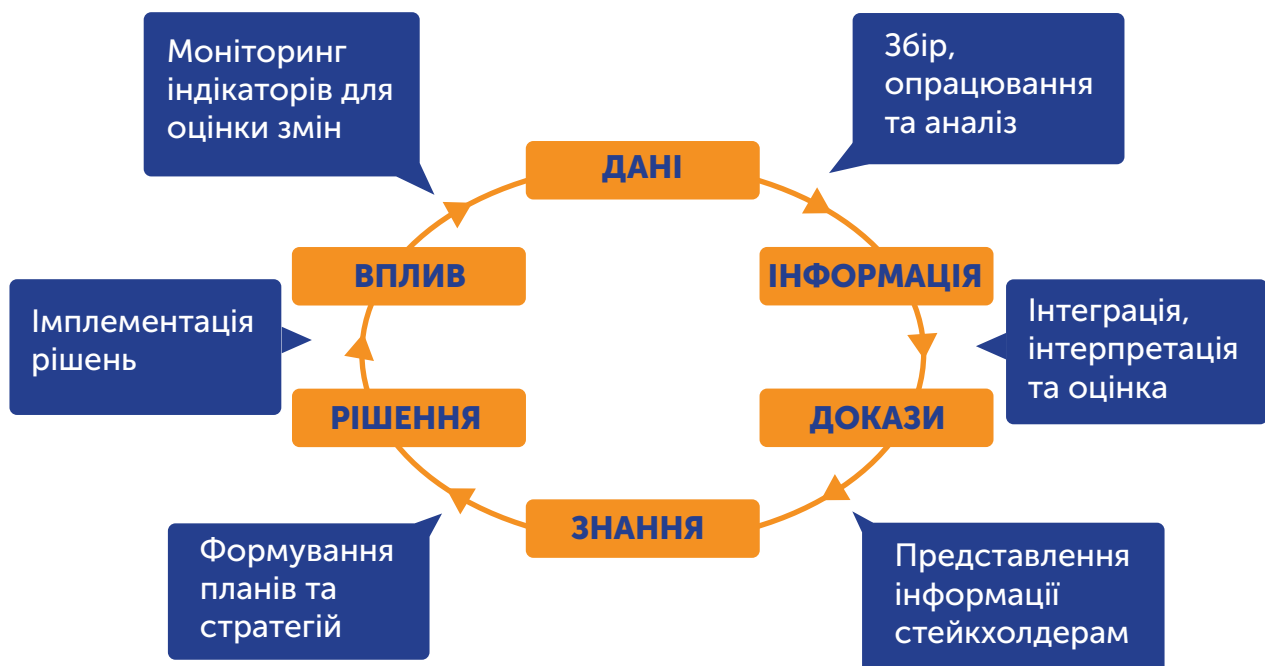 Моніторинг
індікаторів для
оцінки змін
Збір,
опрацювання
та аналіз
ДАНІ
ВПЛИВ
ІНФОРМАЦІЯ
Імплементація
рішень
Інтеграція,
інтерпретація
та оцінка
РІШЕННЯ
ДОКАЗИ
ЗНАННЯ
Формування
планів та
стратегій
Представлення
інформації
стейкхолдерам